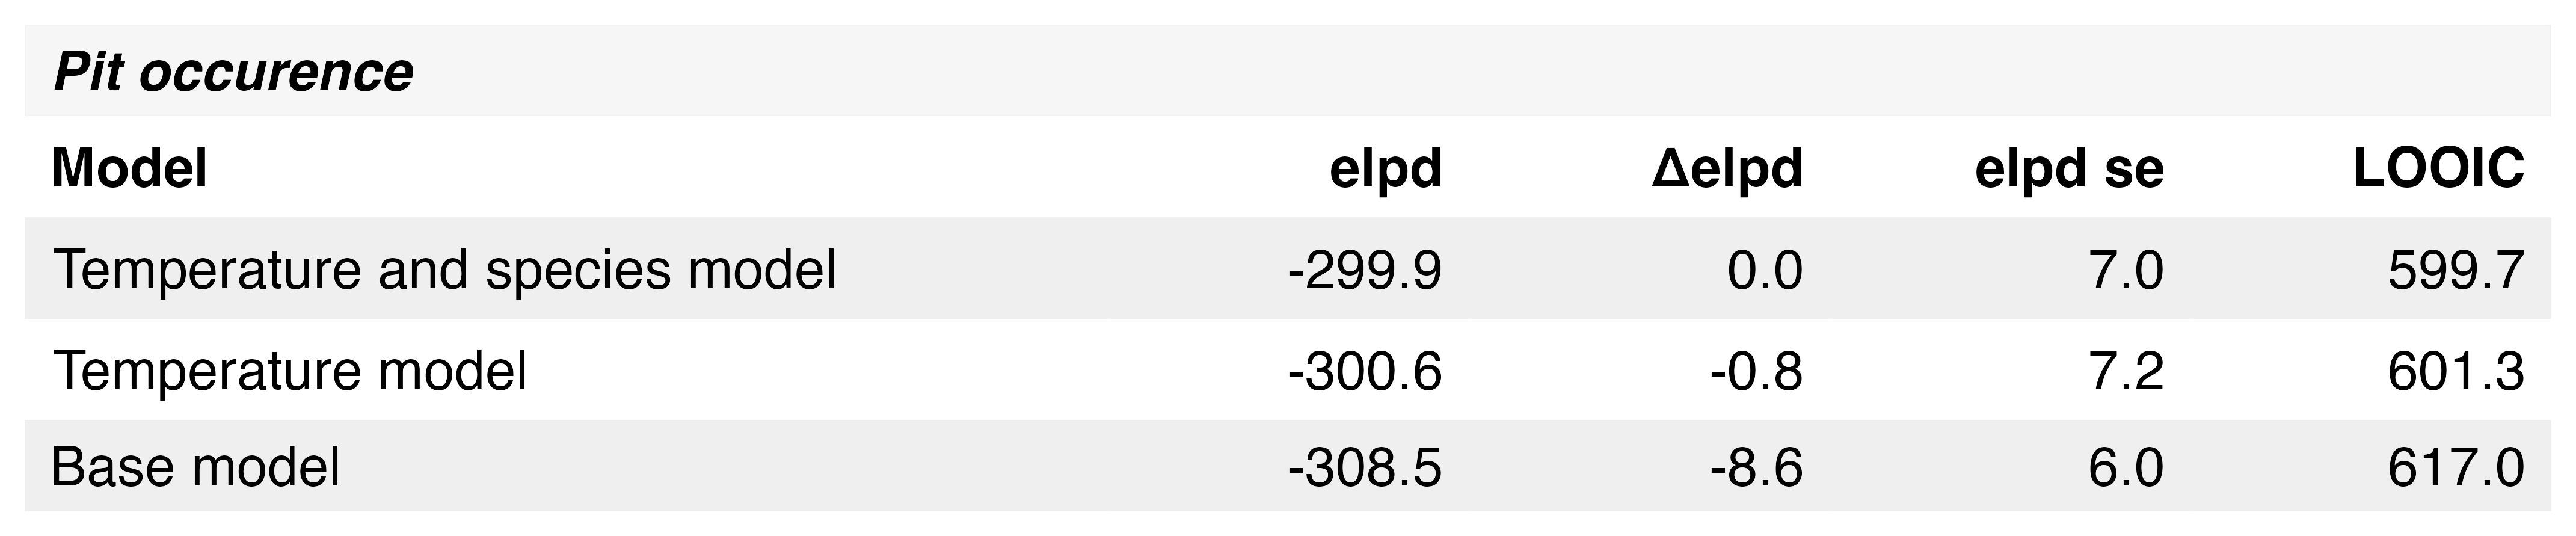 Pit occurence
Model elpd Δelpd elpd se LOOIC
Temperature and species model -299.9 0.0 7.0 599.7
Temperature model -300.6 -0.8 7.2 601.3
Base model -308.5 -8.6 6.0 617.0